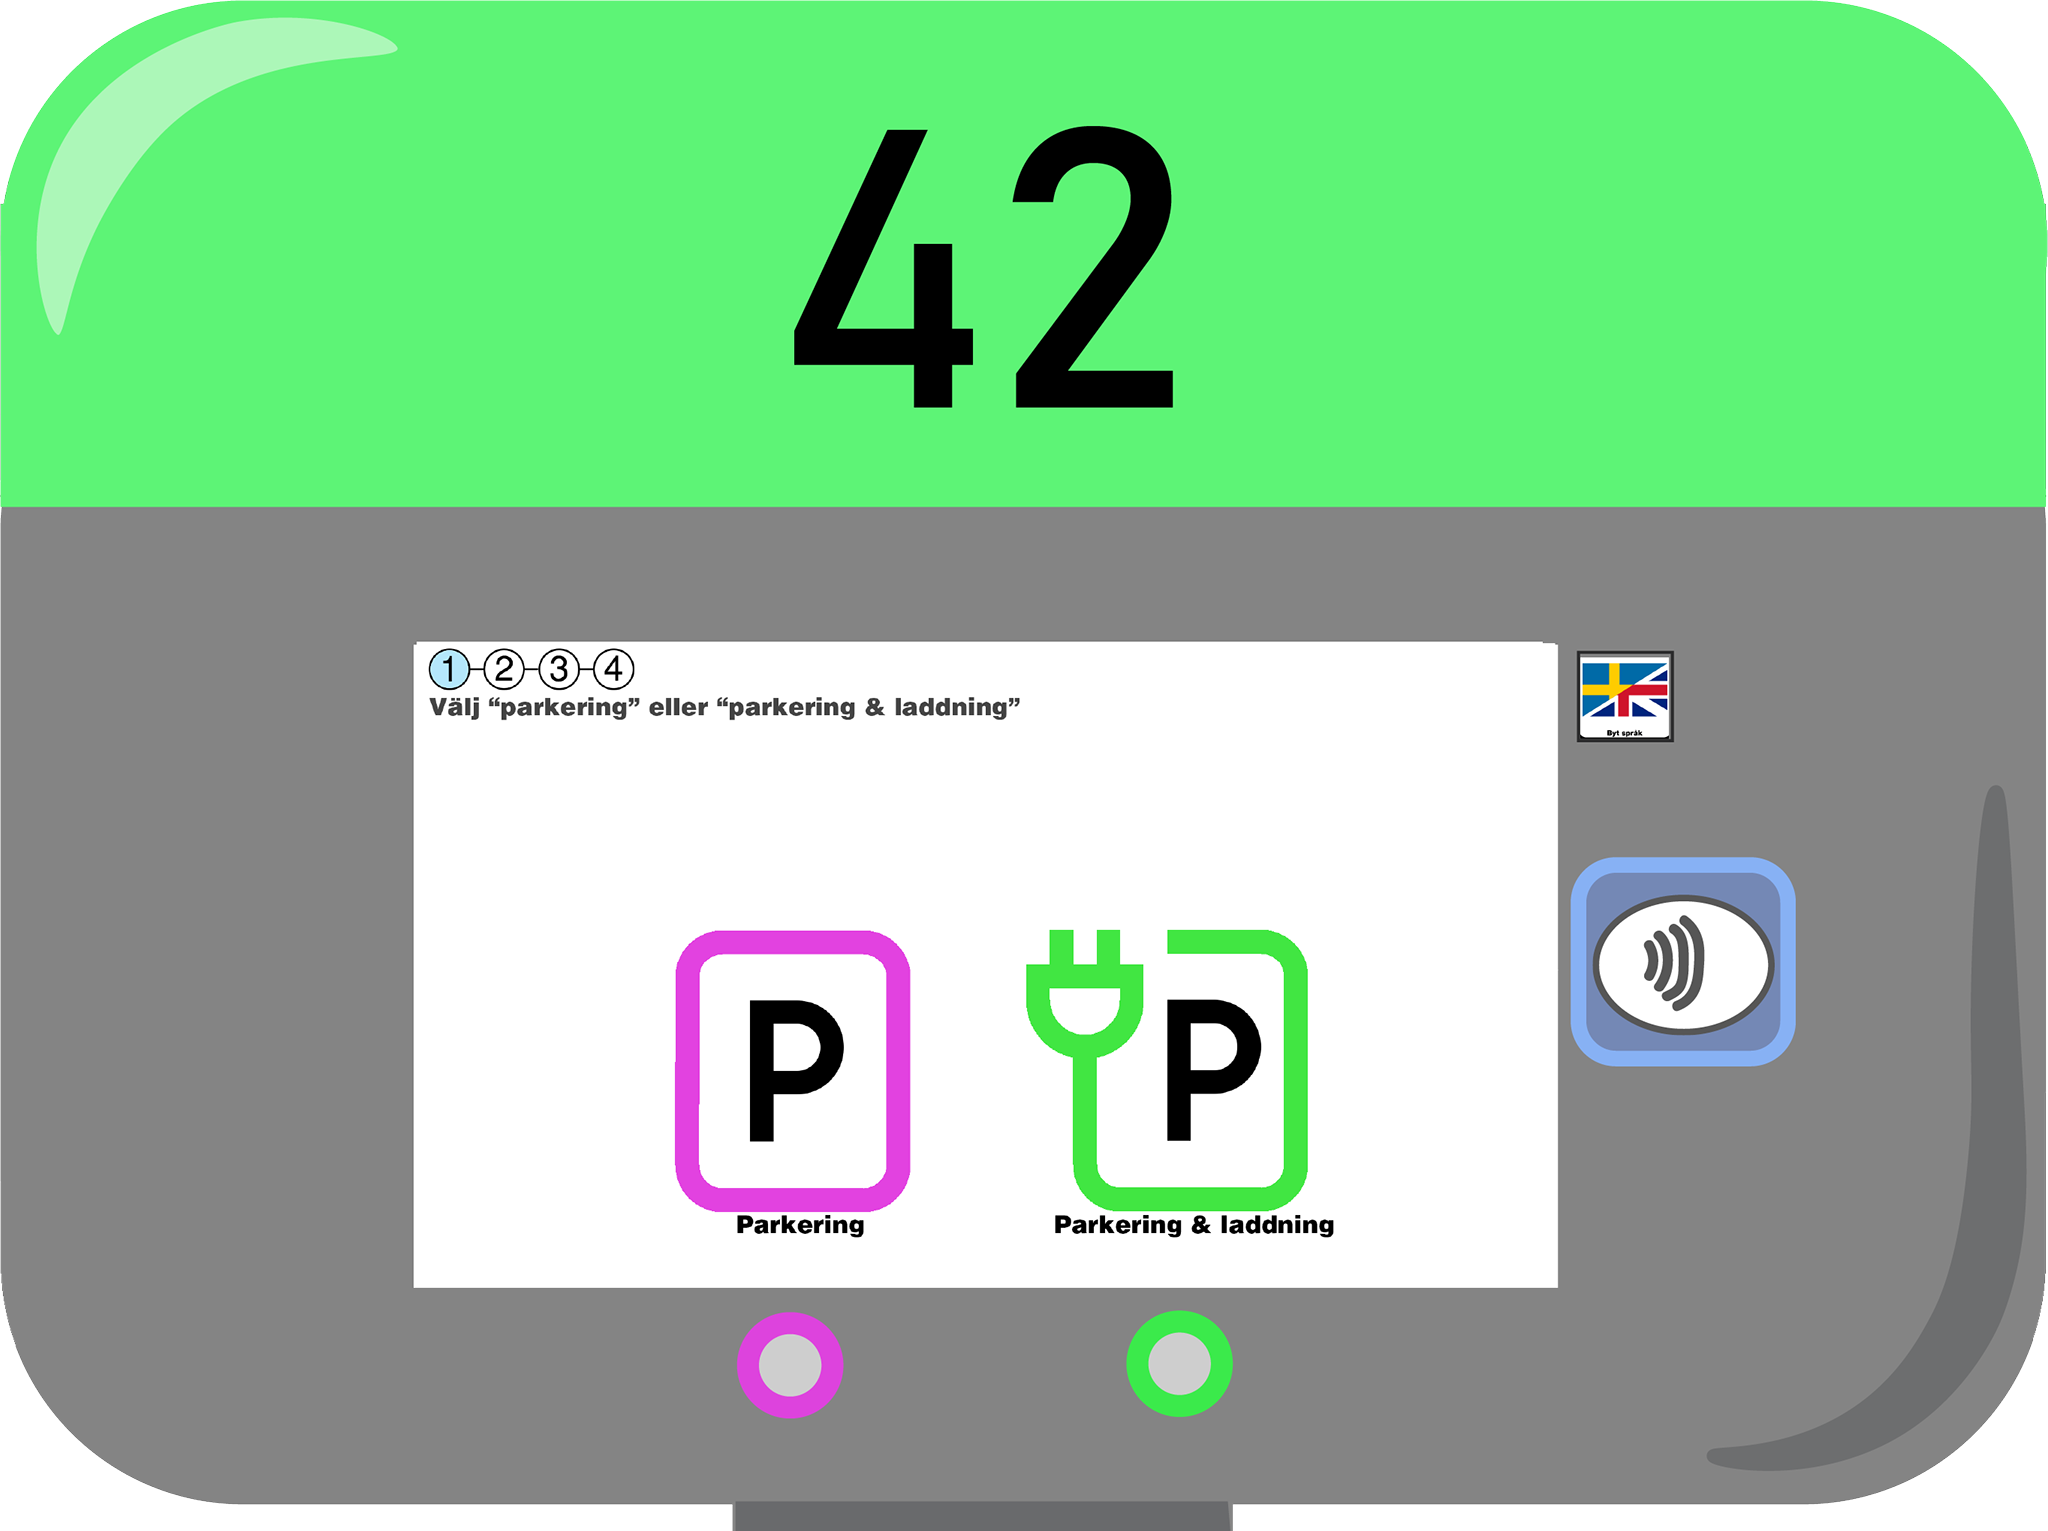 42
1 2 3 4
Välj “parkering” eller “parkering & laddning”
Byt språk
P P
Parkering Parkering & laddning